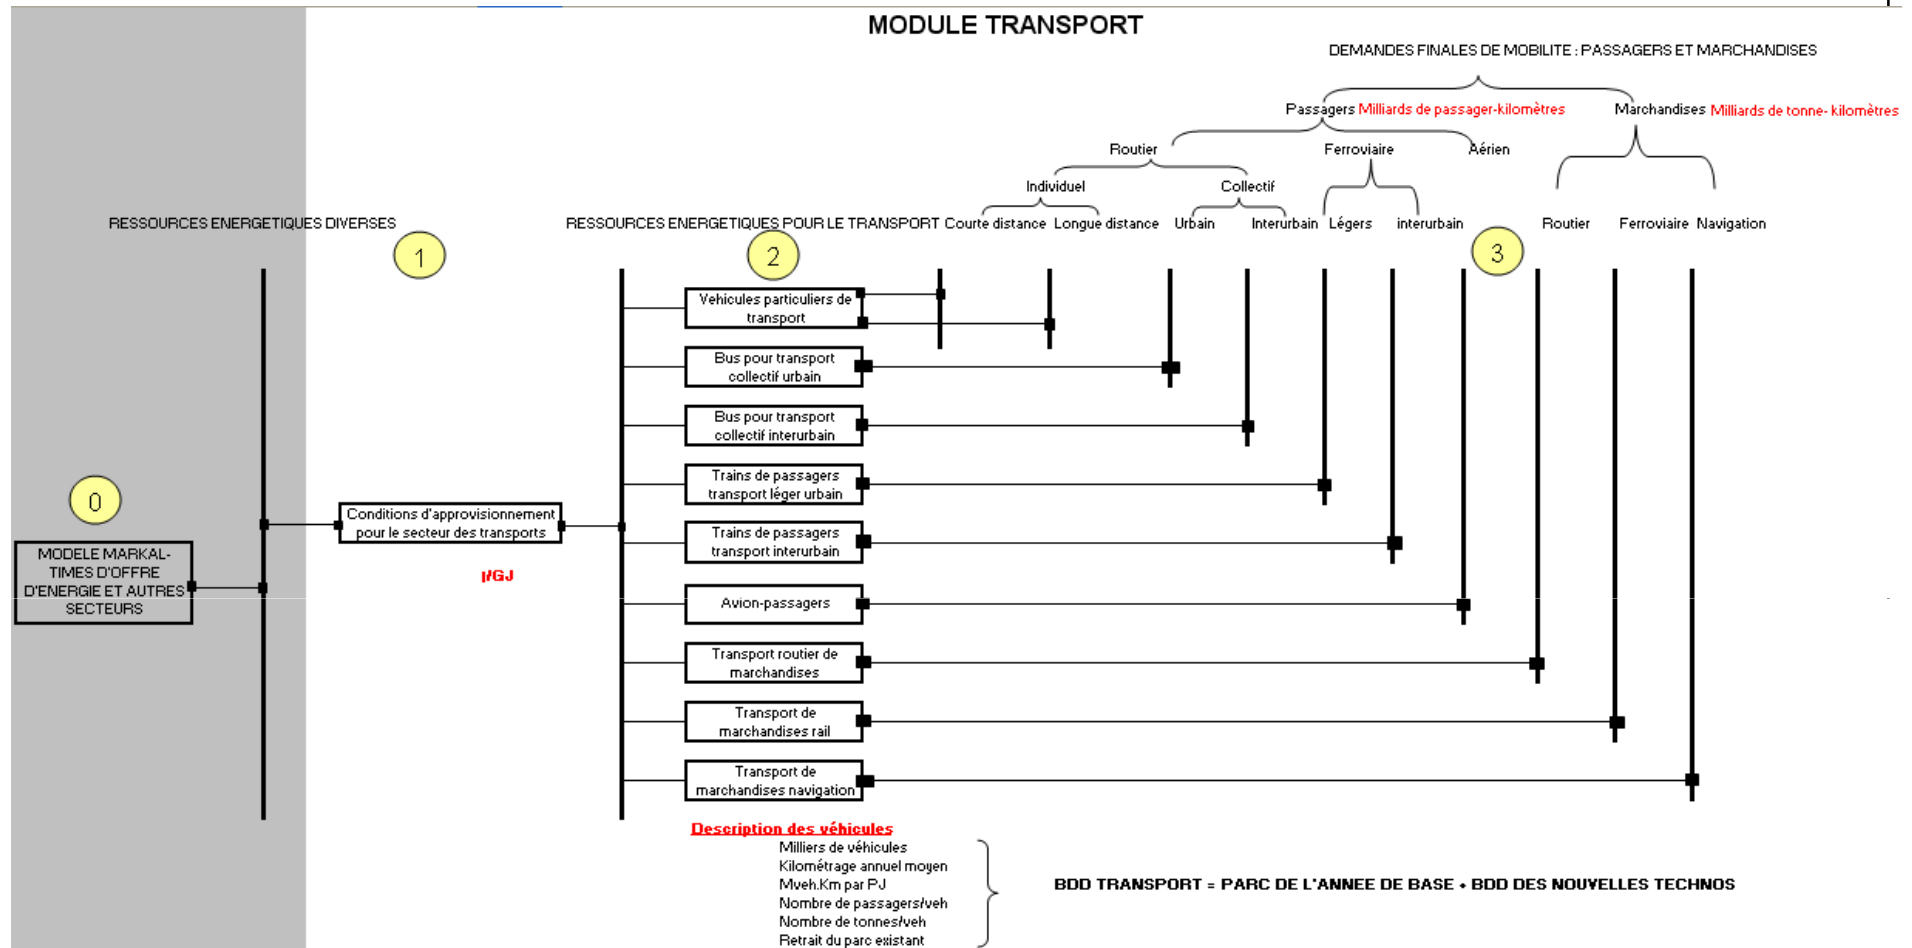 MODULE TRANSPORT
DEMANDES FINALES DE MOBILITE : PASSAGERS ET MARCHANDISES
Passagers Milliards de passager-kilomètres
Marchandises Milliards de tonne- kilomètres
Routier
Ferroviaire
Aérien
Individuel
Collectif
RESSOURCES ENERGETIQUES DIVERSES
RESSOURCES ENERGETIQUES POUR LE TRANSPORT
Courte distance
Longue distance
Urbain
Interurbain
Légers
interurbain
Routier
Ferroviaire
Navigation
1
2
3
Vehicules particuliers de
transport
Bus pour transport
collectif urbain
Bus pour transport
collectif interurbain
Trains de passagers
transport léger urbain
0
Conditions d'approvisionnement
pour le secteur des transports
Trains de passagers
transport interurbain
MODELE MARKAL-
TIMES D'OFFRE
D'ENERGIE ET AUTRES
SECTEURS
/GJ
Avion-passagers
Transport routier de
marchandises
Transport de
marchandises rail
Transport de
marchandises navigation
Description des véhicules
Milliers de véhicules
Kilométrage annuel moyen
Mveh.Km par PJ
Nombre de passagers/veh
Nombre de tonnes/veh
Retrait du parc existant
BDD TRANSPORT = PARC DE L'ANNEE DE BASE + BDD DES NOUVELLES TECHNOS